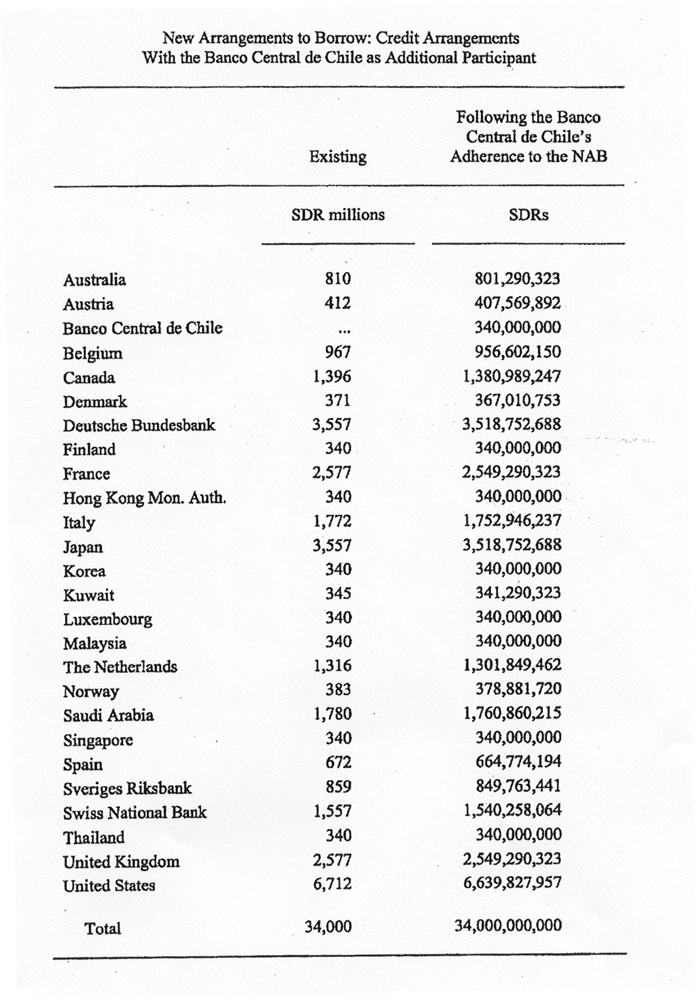 New Arrangements to Borrow: Credit Arrangements
With the Banco Central de Chile as Additional Participant
Following the Banco
Central de Chile's
Existing Adherence to the NAB
SDR millions SDRs
Australia 810 801,290,323
Austria 412 407,569,892
Banco Central de Chile ... 340,000,000
Belgium 967 956,602,150
Canada 1,396 1,380,989,247
Denmark 371 367,010,753
Deutsche Bundesbank 3,557 3,518,752,688
Finland 340 340,000,000
France 2,577 2,549,290,323
Hong Kong Mon. Auth. 340 340,000,000
Italy 1,772 1,752,946,237
Japan 3,557 3,518,752,688
Korea 340 340,000,000
Kuwait 345 341,290,323
Luxembourg 340 340,000,000
Malaysia 340 340,000,000
The Netherlands 1,316 1,301,849,462
Norway 383 378,881,720
Saudi Arabia 1,780 1,760,860,215
Singapore 340 340,000,000
Spain 672 664,774,194
Sveriges Riksbank 859 849,763,441
Swiss National Bank 1,557 1,540,258,064
Thailand 340 340,000,000
United Kingdom 2,577 2,549,290,323
United States 6,712 6,639,827,957
Total 34,000 34,000,000,000